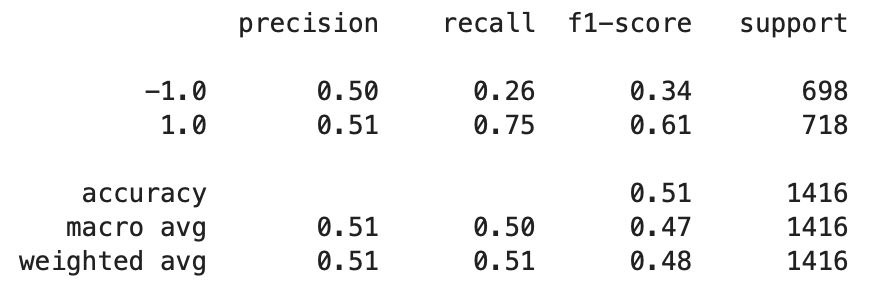 precision recall f1-score support
-1.0 0.50 0.26 0.34 698
1.0 0.51 0.75 0.61 718
accuracy 0.51 1416
macro avg 0.51 0.50 0.47 1416
weighted avg 0.51 0.51 0.48 1416